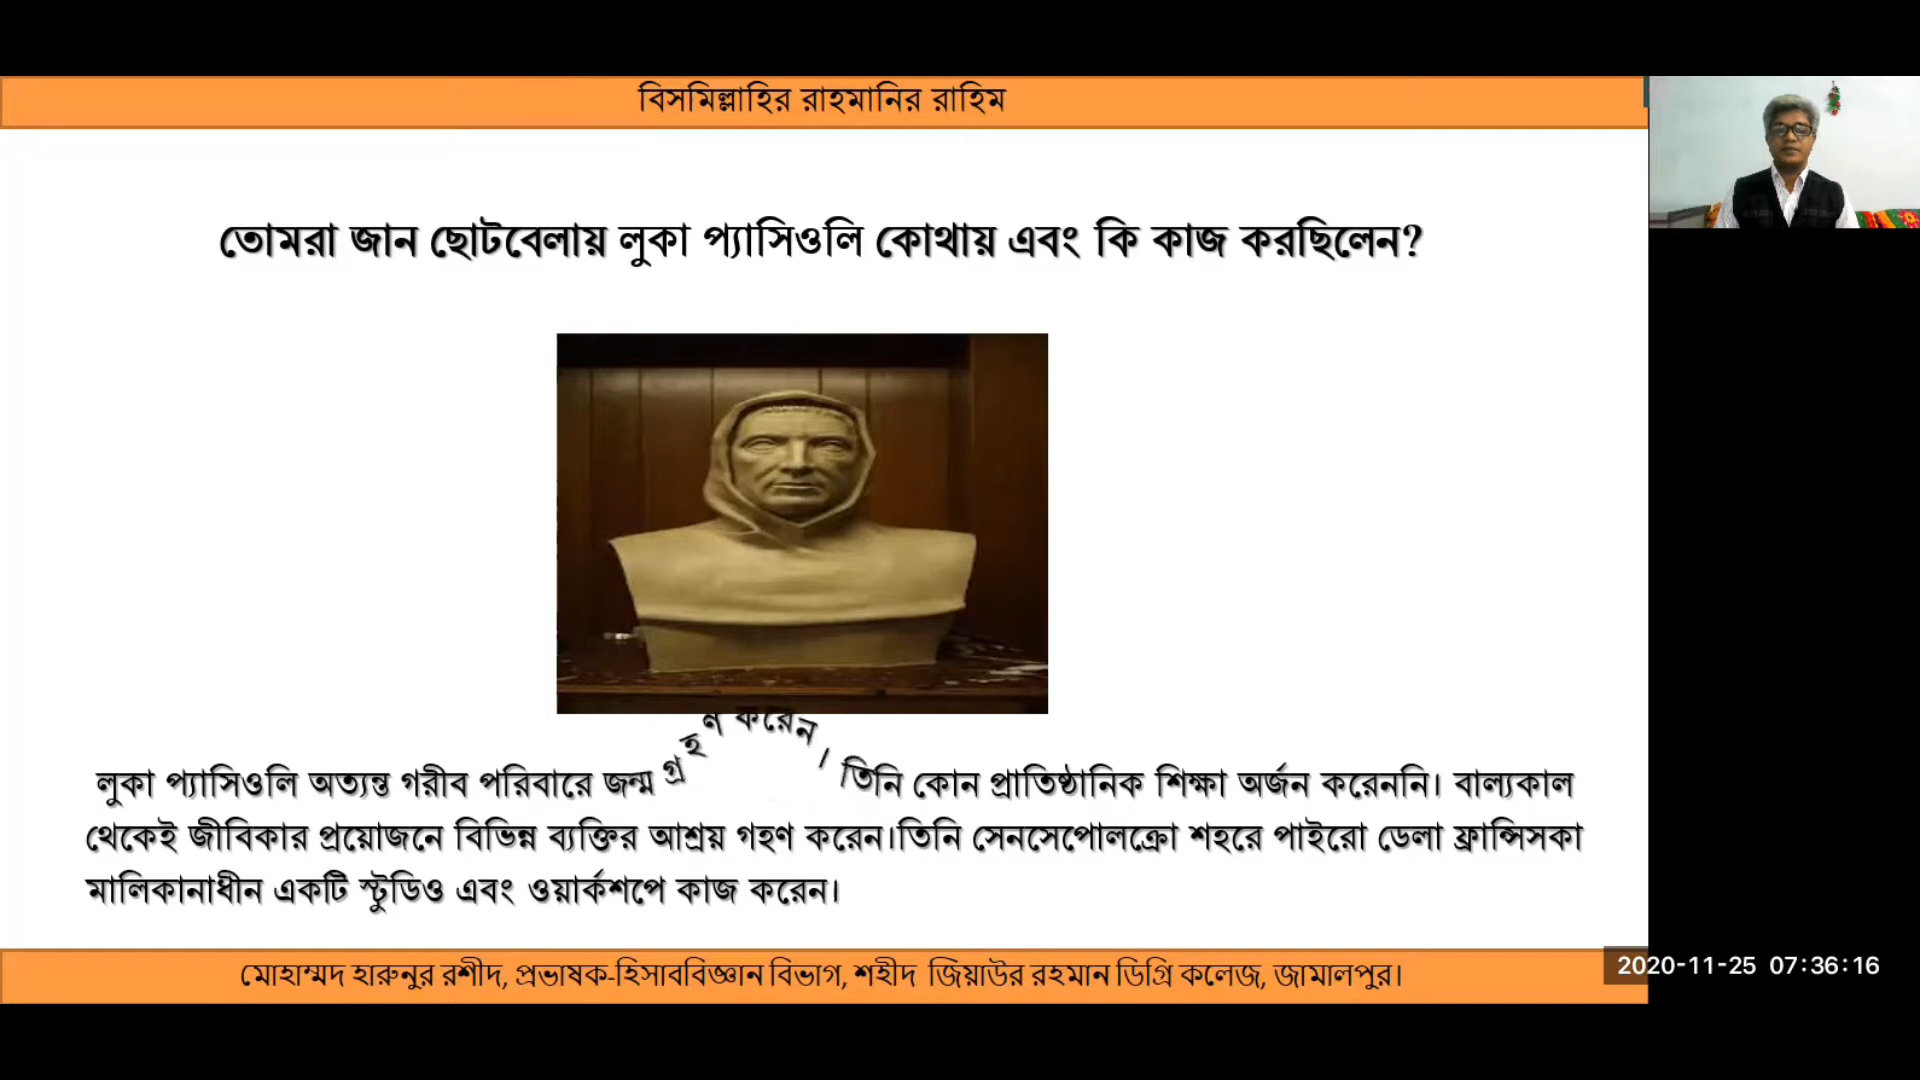 বিসমিল্লাহির রাহমানির রাহিম
তোমরা জান ছোটবেলায় লুকা প্যাসিওলি কোথায় এবং কি কাজ করছিলেন?
লুকা প্যাসিওলি অত্যন্ত গরীব পরিবারে জন্ম গ্রহণ করেন। তিনি কোন প্রাতিষ্ঠানিক শিক্ষা অর্জন করেননি। বাল্যকাল
থেকেই জীবিকার প্রয়োজনে বিভিন্ন ব্যক্তির আশ্রয় গহণ করেন।তিনি সেনসেপোলক্রো শহরে পাইরো ডেলা ফ্রান্সিসকা
মালিকানাধীন একটি স্টুডিও এবং ওয়ার্কশপে কাজ করেন।
মোহাম্মদ হারুনুর রশীদ, প্রভাষক-হিসাববিজ্ঞান বিভাগ, শহীদ জিয়াউর রহমান ডিগ্রি কলেজ, জামালপুর।
2020-11-25 07:36:16